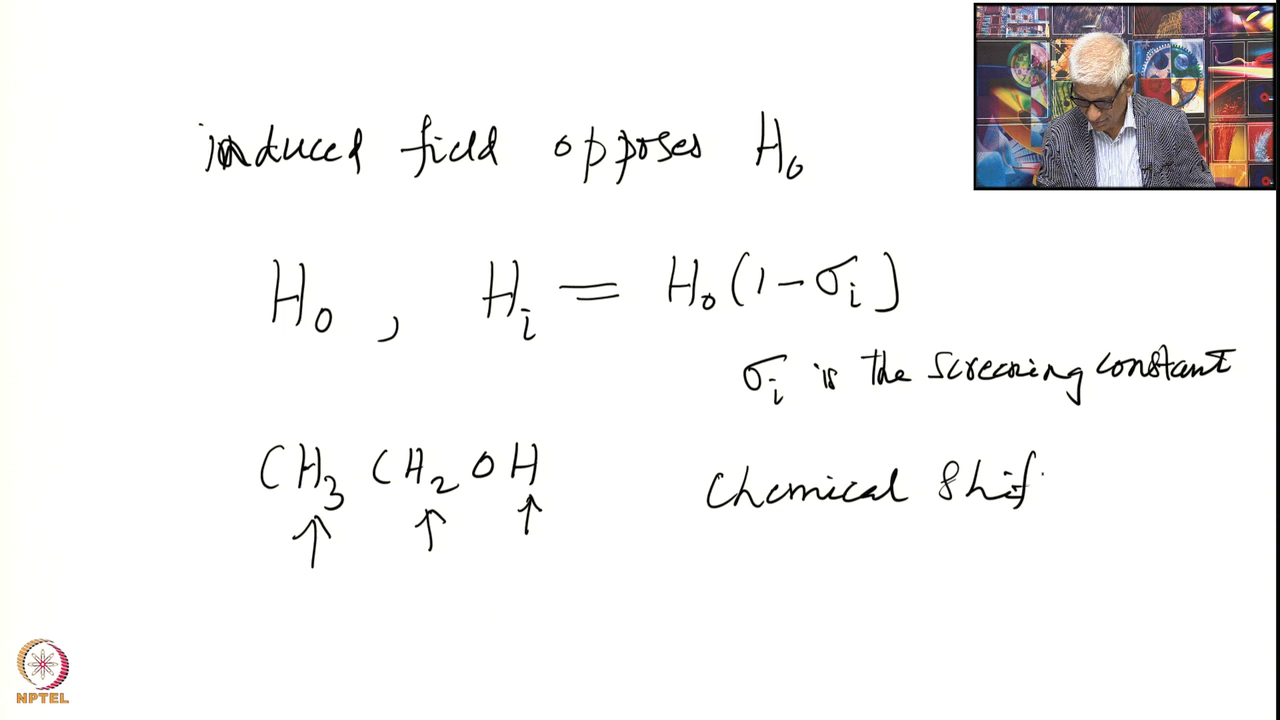 induced field opposes H₀
H₀ , Hᵢ = H₀(1-σᵢ)
σᵢ is the screening constant
CH₃ CH₂ OH
↑ ↑ ↑
Chemical Shif
NPTEL